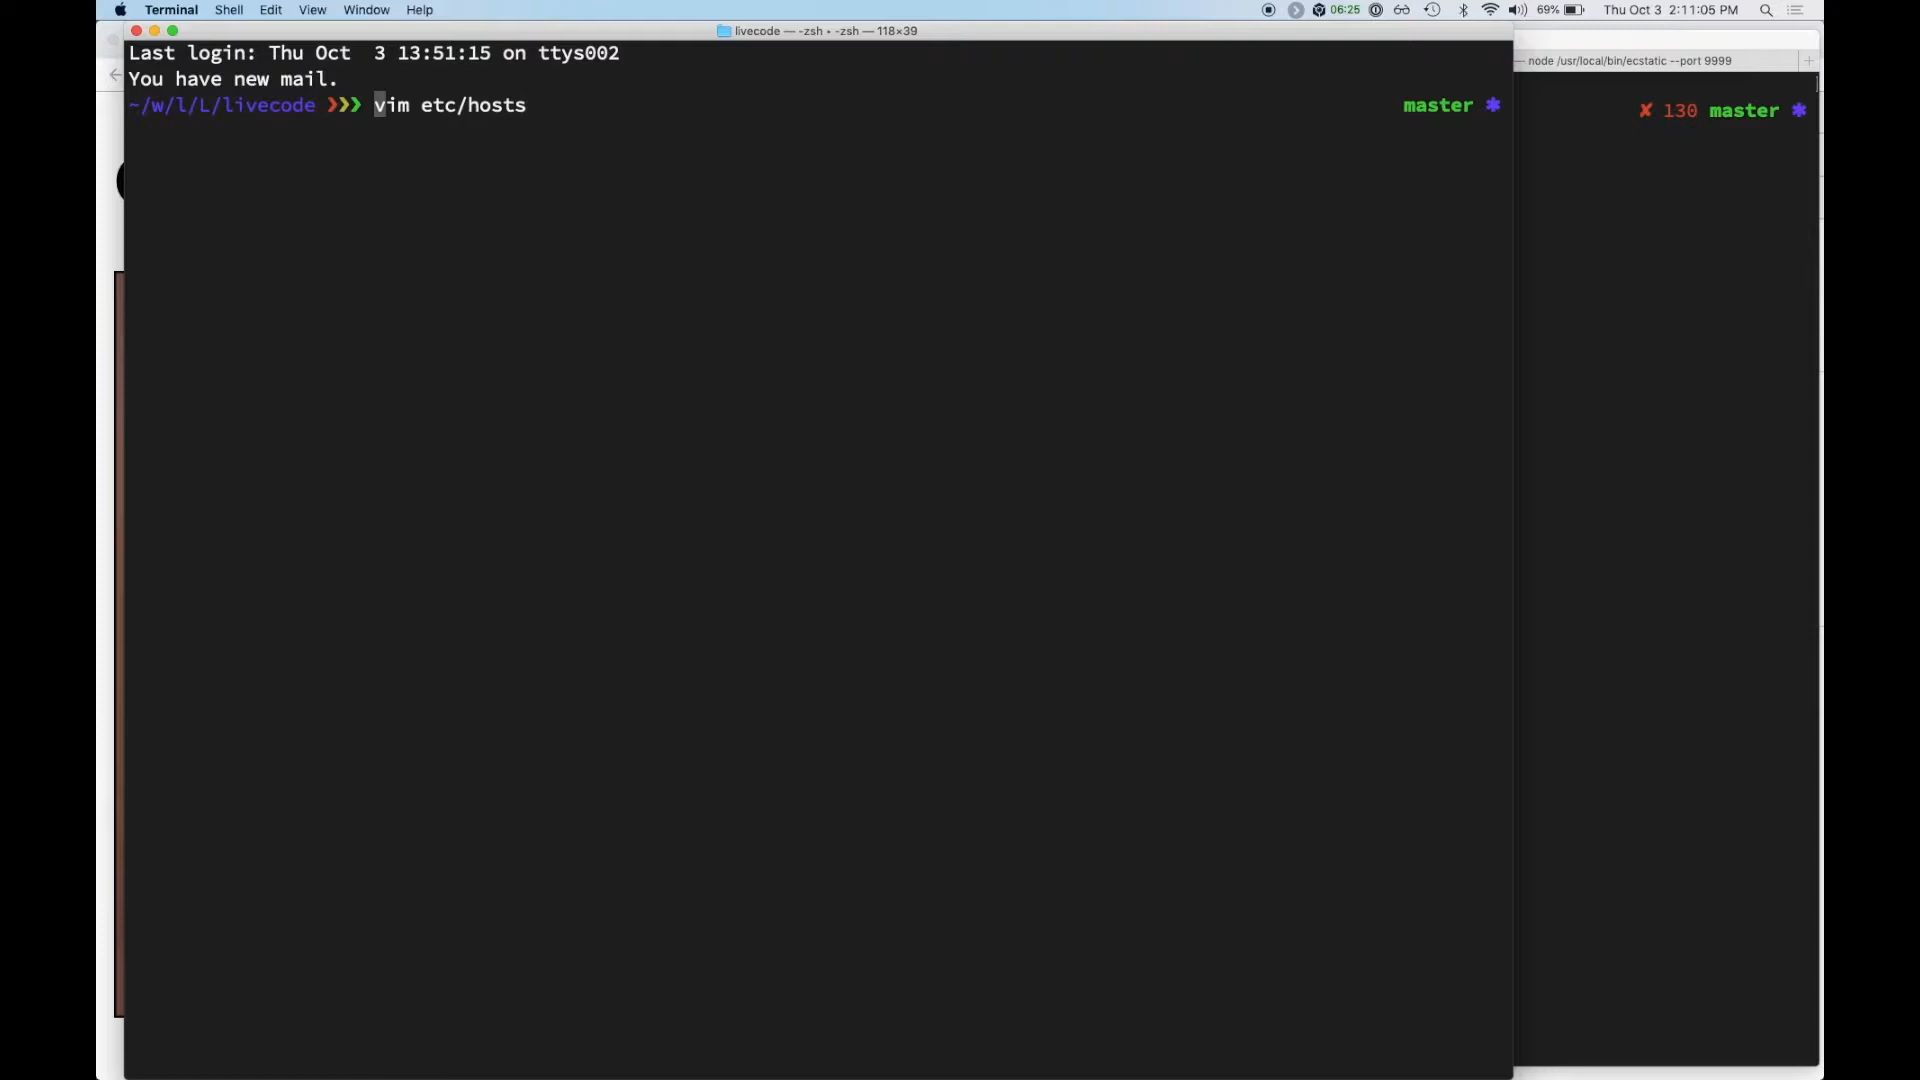 Terminal Shell Edit View Window Help 06:25 69% Thu Oct 3 2:11:05 PM
livecode — -zsh • -zsh — 118×39
Last login: Thu Oct  3 13:51:15 on ttys002
You have new mail.
~/w/l/L/livecode ❯❯❯ vim etc/hosts master *
— node /usr/local/bin/ecstatic --port 9999
✘ 130 master *